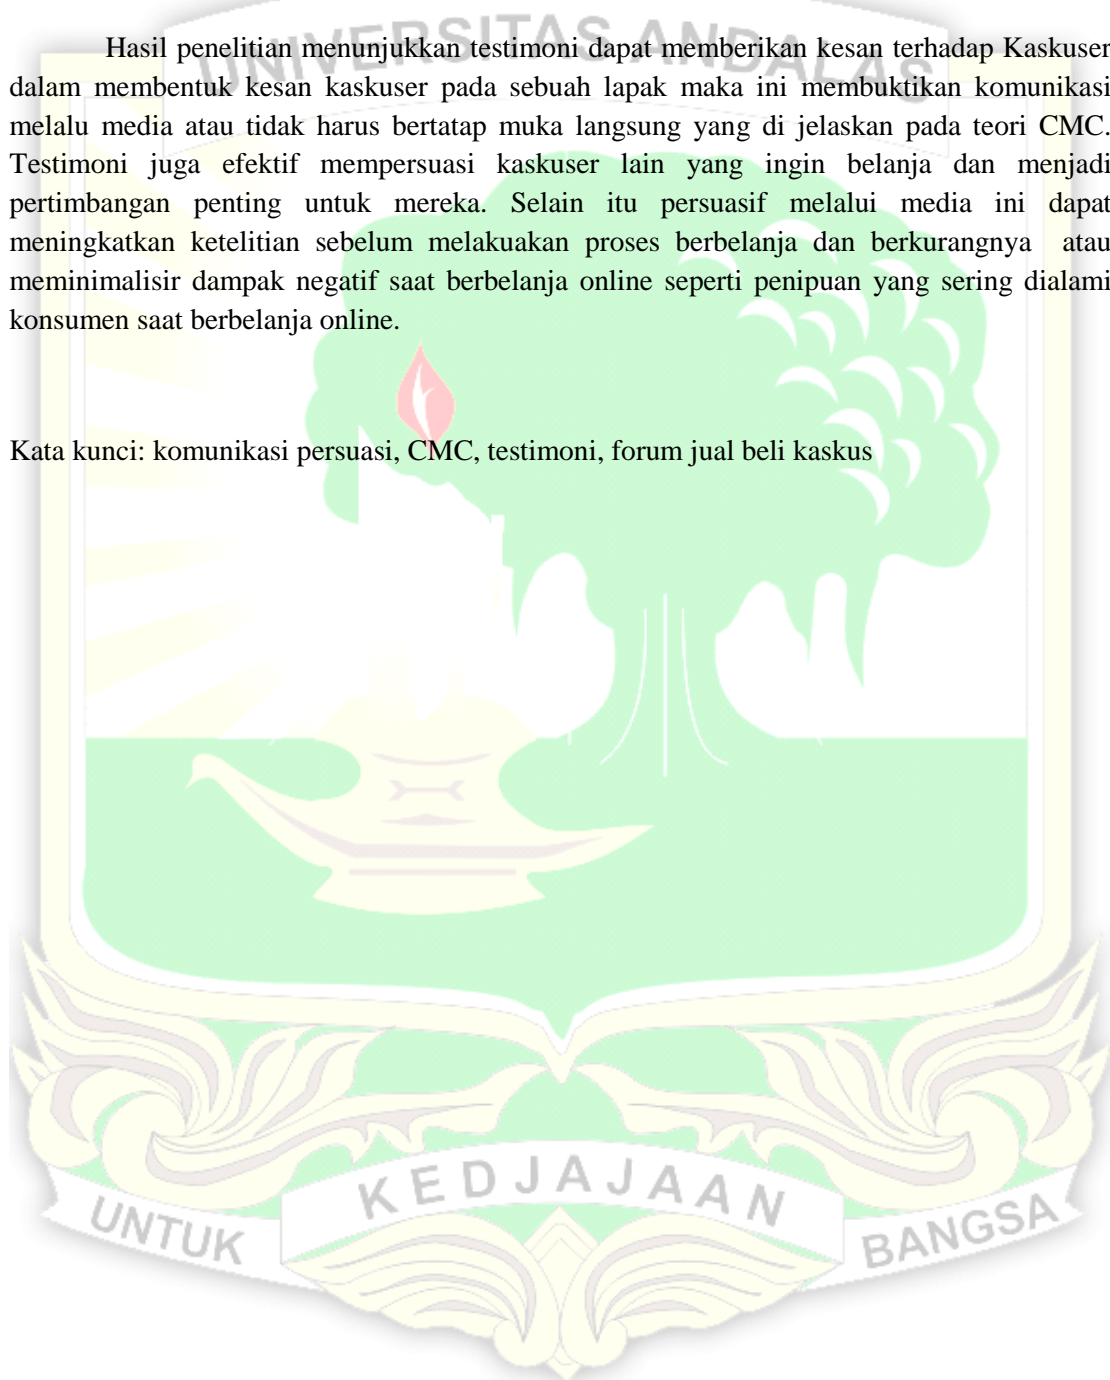 UNIVERSITAS ANDALAS
Hasil penelitian menunjukkan testimoni dapat memberikan kesan terhadap Kaskuser
dalam membentuk kesan kaskuser pada sebuah lapak maka ini membuktikan komunikasi
melalu media atau tidak harus bertatap muka langsung yang di jelaskan pada teori CMC.
Testimoni juga efektif mempersuasi kaskuser lain yang ingin belanja dan menjadi
pertimbangan penting untuk mereka. Selain itu persuasif melalui media ini dapat
meningkatkan ketelitian sebelum melakuakan proses berbelanja dan berkurangnya atau
meminimalisir dampak negatif saat berbelanja online seperti penipuan yang sering dialami
konsumen saat berbelanja online.
Kata kunci: komunikasi persuasi, CMC, testimoni, forum jual beli kaskus
UNTUK KEDJAJAAN BANGSA